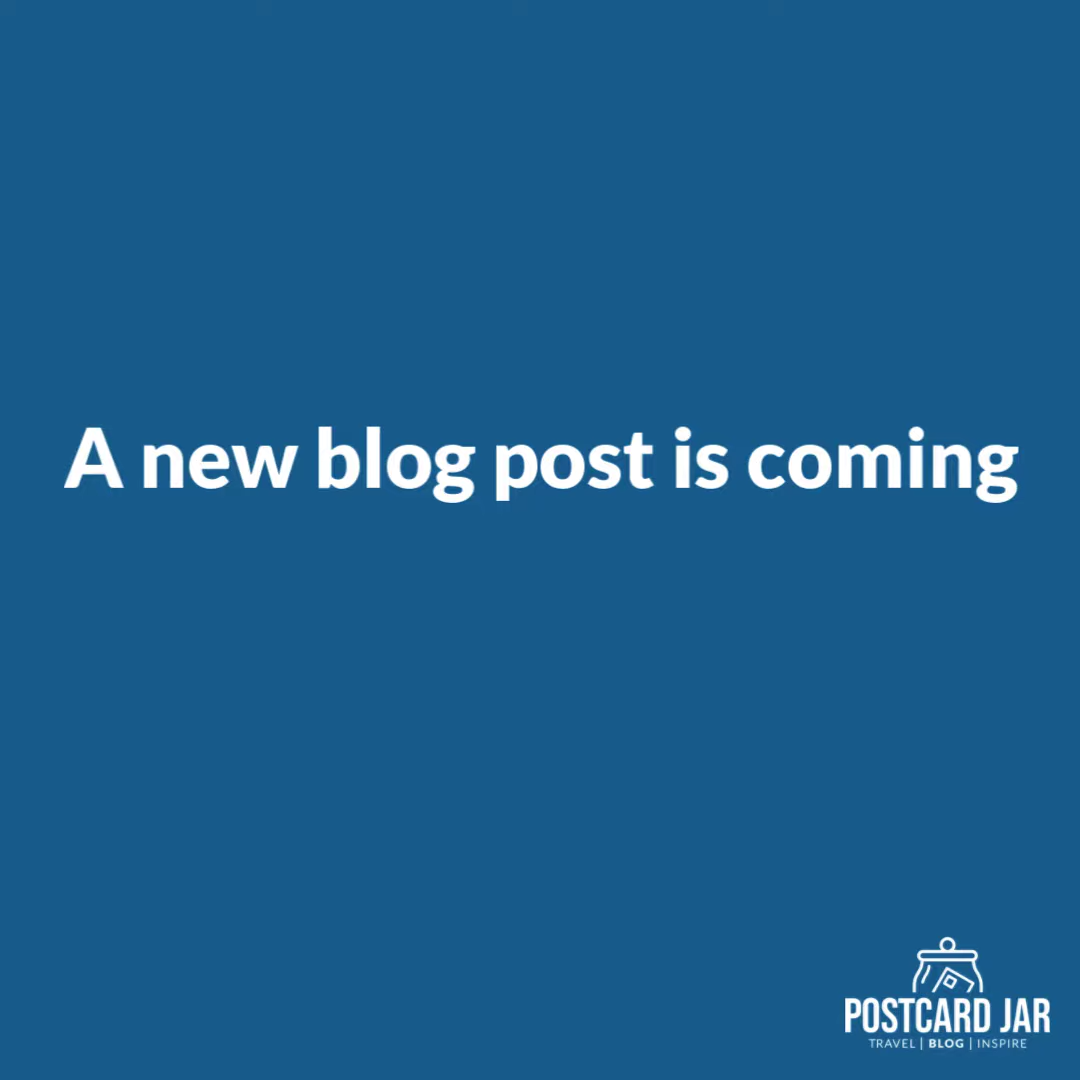 A new blog post is coming
POSTCARD JAR
TRAVEL | BLOG | INSPIRE